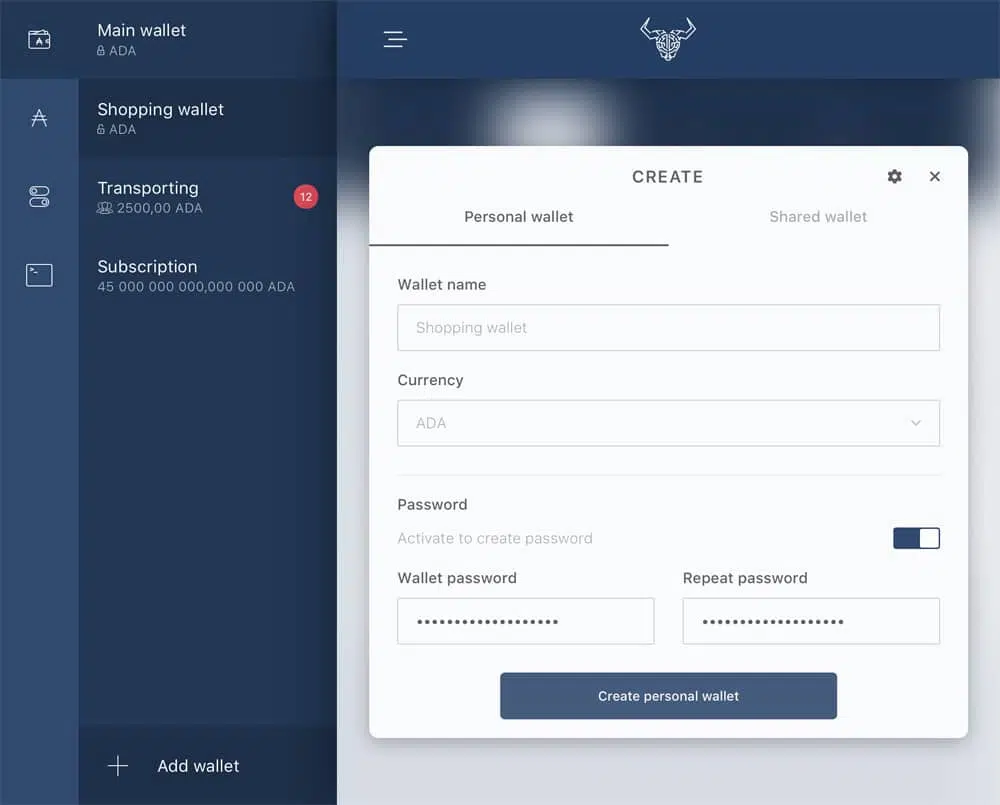 Main wallet
ADA
Shopping wallet
ADA
Transporting
2500,00 ADA
12
Subscription
45 000 000 000,000 000 ADA
Add wallet
CREATE
Personal wallet
Shared wallet
Wallet name
Shopping wallet
Currency
ADA
Password
Activate to create password
Wallet password
Repeat password
•••••••••••••••••••
•••••••••••••••••••
Create personal wallet